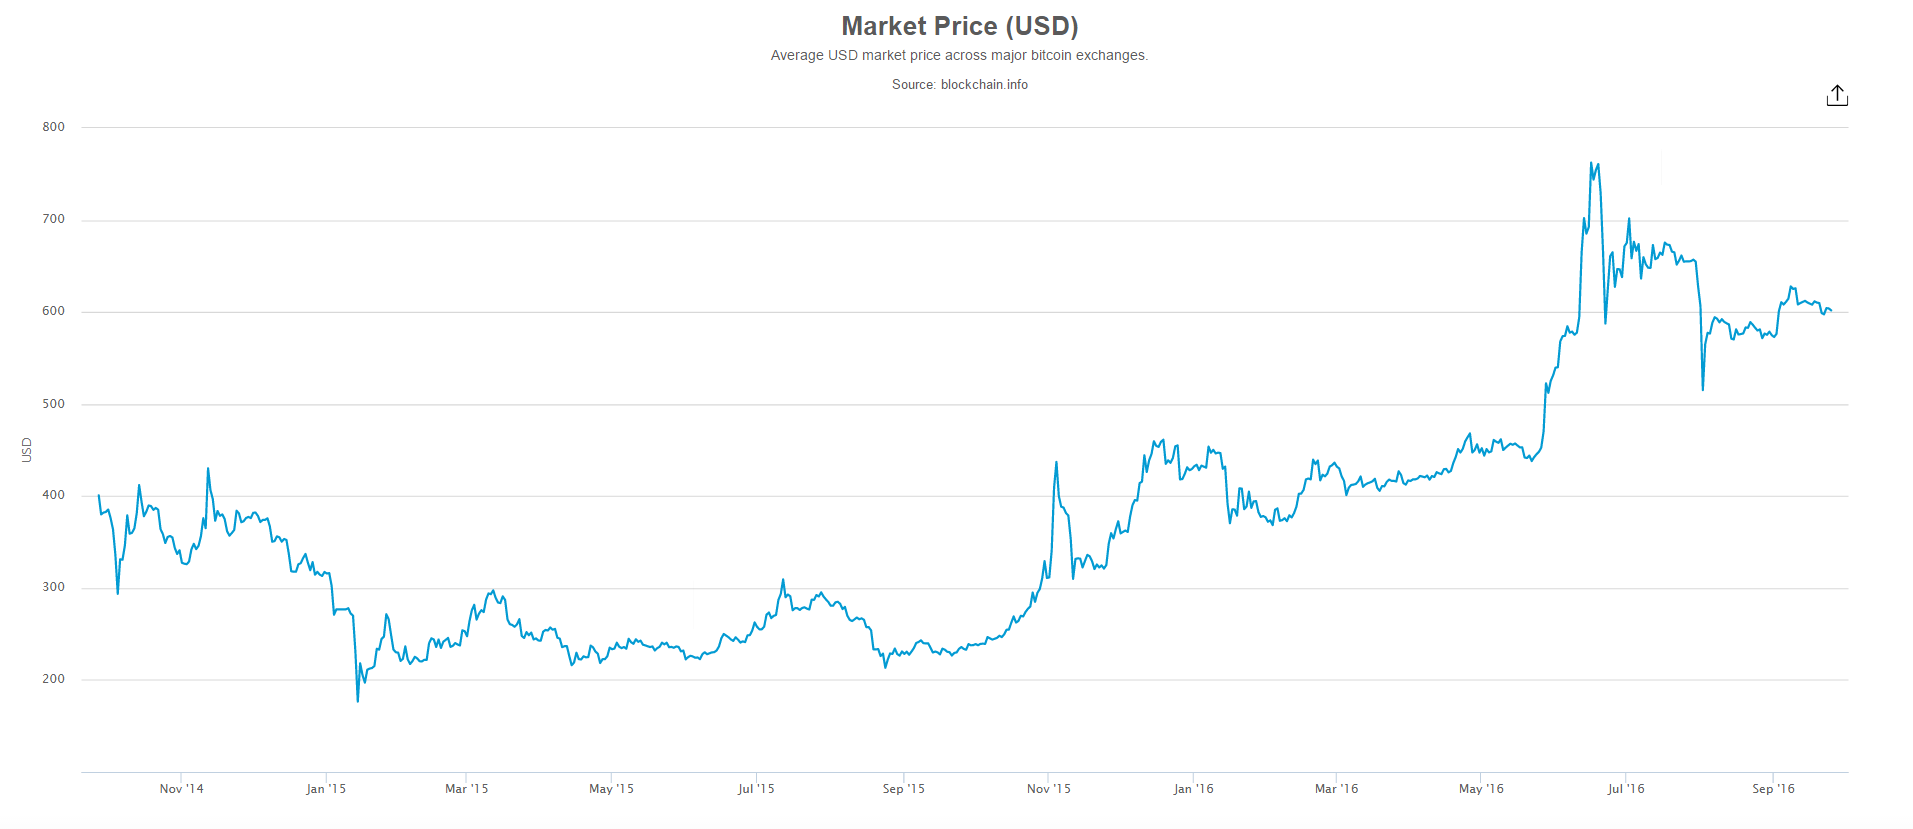 Market Price (USD)
Average USD market price across major bitcoin exchanges.
Source: blockchain.info
800
700
600
500
USD
400
300
200
Nov '14 Jan '15 Mar '15 May '15 Jul '15 Sep '15 Nov '15 Jan '16 Mar '16 May '16 Jul '16 Sep '16